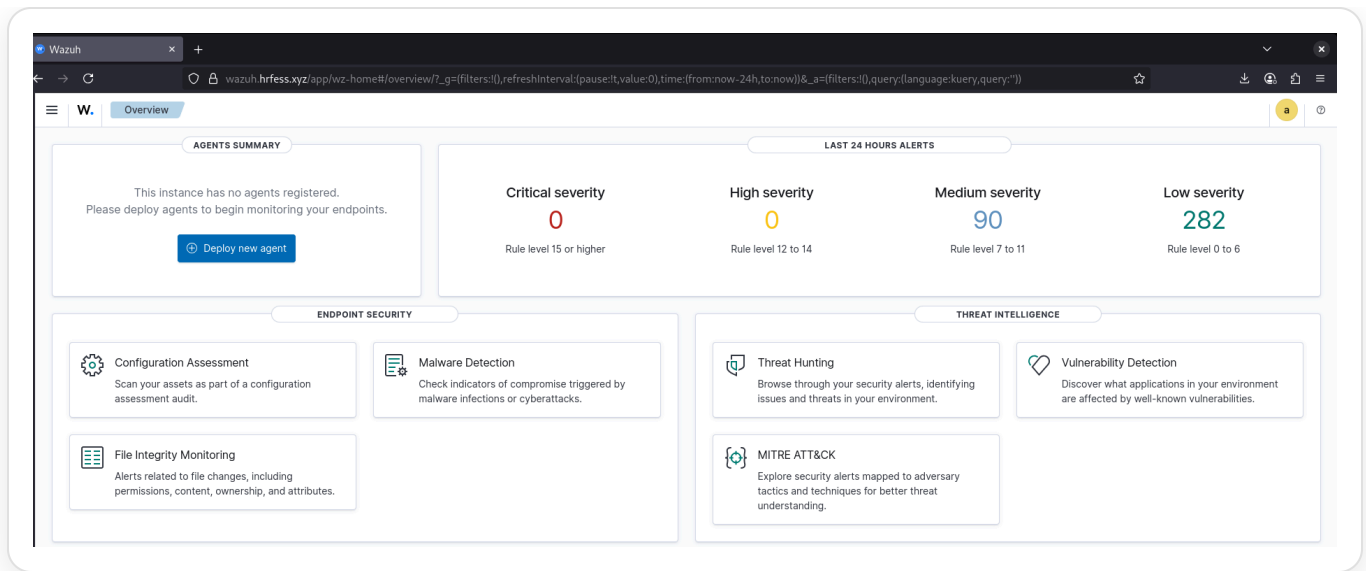 Wazuh
wazuh.hrfess.xyz/app/wz-home#/overview/?_g=(filters:!(),refreshInterval:(pause:!t,value:0),time:(from:now-24h,to:now))&_a=(filters:!(),query:(language:kuery,query:''))
W. Overview
a
AGENTS SUMMARY
This instance has no agents registered.
Please deploy agents to begin monitoring your endpoints.
Deploy new agent
LAST 24 HOURS ALERTS
Critical severity
0
Rule level 15 or higher
High severity
0
Rule level 12 to 14
Medium severity
90
Rule level 7 to 11
Low severity
282
Rule level 0 to 6
ENDPOINT SECURITY
Configuration Assessment
Scan your assets as part of a configuration
assessment audit.
Malware Detection
Check indicators of compromise triggered by
malware infections or cyberattacks.
File Integrity Monitoring
Alerts related to file changes, including
permissions, content, ownership, and attributes.
THREAT INTELLIGENCE
Threat Hunting
Browse through your security alerts, identifying
issues and threats in your environment.
Vulnerability Detection
Discover what applications in your environment
are affected by well-known vulnerabilities.
MITRE ATT&CK
Explore security alerts mapped to adversary
tactics and techniques for better threat
understanding.